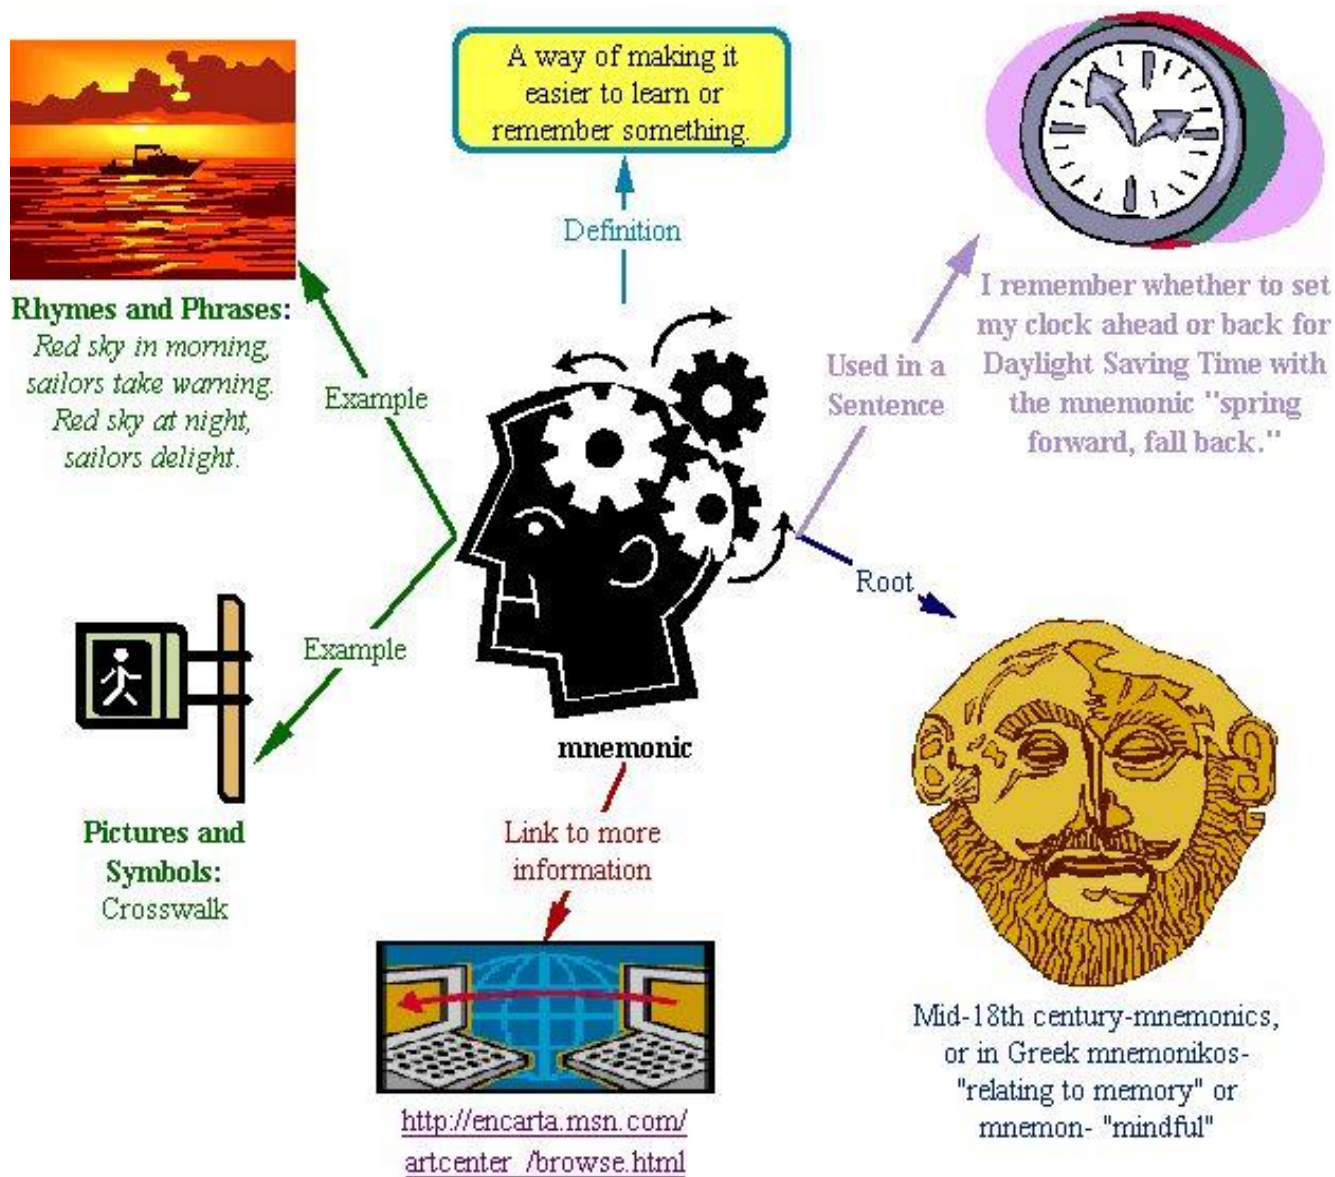 A way of making it
easier to learn or
remember something.
Definition
Rhymes and Phrases:
Red sky in morning,
sailors take warning.
Red sky at night,
sailors delight.
Example
Used in a
Sentence
I remember whether to set
my clock ahead or back for
Daylight Saving Time with
the mnemonic "spring
forward, fall back."
Root
Example
Pictures and
Symbols:
Crosswalk
mnemonic
Link to more
information
http://encarta.msn.com/
artcenter_/browse.html
Mid-18th century-mnemonics,
or in Greek mnemonikos-
"relating to memory" or
mnemon- "mindful"